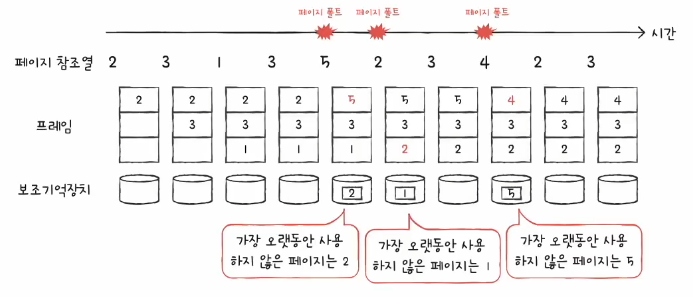 페이지 폴트 페이지 폴트 페이지 폴트
시간
페이지 참조열 2 3 1 3 5 2 3 4 2 3
2 2 2 2 5 5 5 4 4 4
프레임 3 3 3 3 3 3 3 3 3
1 1 1 2 2 2 2 2
보조기억장치 2 1 5
가장 오랫동안 사용
하지 않은 페이지는 2
가장 오랫동안 사용
하지 않은 페이지는 1
가장 오랫동안 사용
하지 않은 페이지는 5